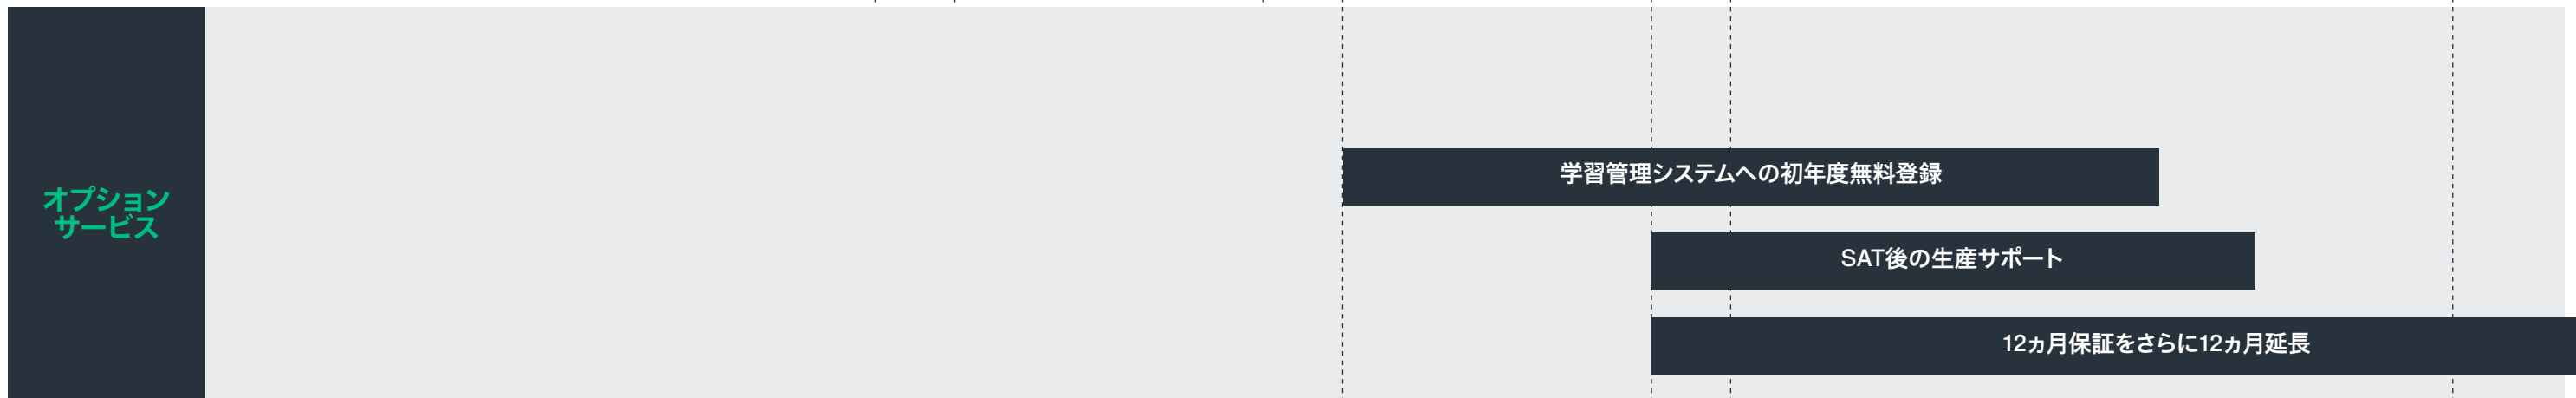 オプション
サービス
学習管理システムへの初年度無料登録
SAT後の生産サポート
12ヵ月保証をさらに12ヵ月延長